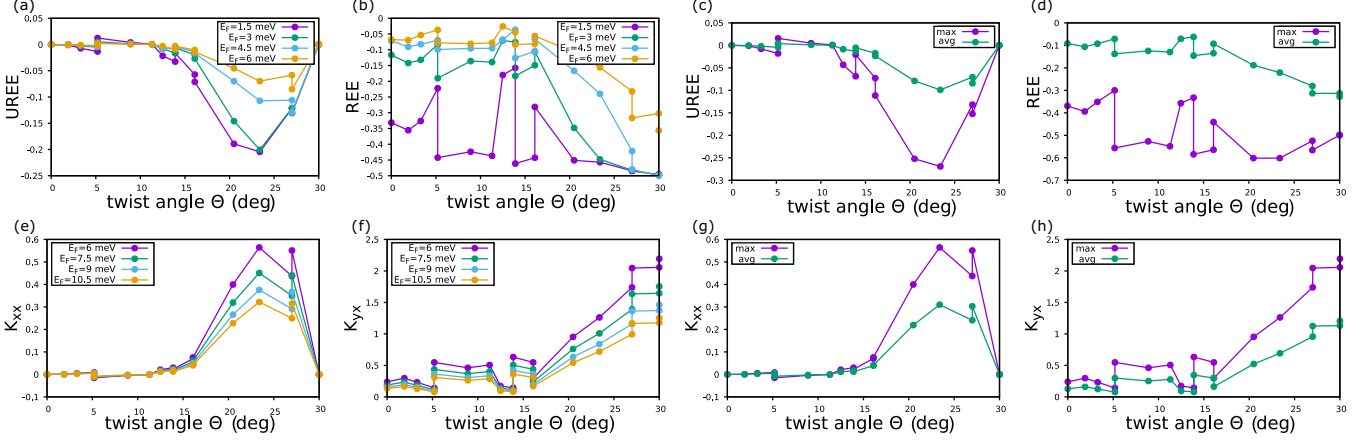 (a)
0.05
0
-0.05
-0.1
-0.15
-0.2
0.25
UREE
E_F=1.5 meV
E_F=3 meV
E_F=4.5 meV
E_F=6 meV
0 5 10 15 20 25 30
twist angle Θ (deg)
(b)
0
-0.05
-0.1
-0.15
-0.2
-0.25
-0.3
-0.35
-0.4
-0.45
-0.5
REE
E_F=1.5 meV
E_F=3 meV
E_F=4.5 meV
E_F=6 meV
0 5 10 15 20 25 30
twist angle Θ (deg)
(c)
0.05
0
-0.05
-0.1
-0.15
-0.2
-0.25
-0.3
UREE
max
avg
0 5 10 15 20 25 30
twist angle Θ (deg)
(d)
0
-0.1
-0.2
-0.3
-0.4
-0.5
-0.6
-0.7
REE
max
avg
0 5 10 15 20 25 30
twist angle Θ (deg)
(e)
0.6
0.5
0.4
0.3
0.2
0.1
0
-0.1
K_xx
E_F=6 meV
E_F=7.5 meV
E_F=9 meV
E_F=10.5 meV
0 5 10 15 20 25 30
twist angle Θ (deg)
(f)
2.5
2
1.5
1
0.5
0
K_yx
E_F=6 meV
E_F=7.5 meV
E_F=9 meV
E_F=10.5 meV
0 5 10 15 20 25 30
twist angle Θ (deg)
(g)
0.6
0.5
0.4
0.3
0.2
0.1
0
-0.1
K_xx
max
avg
0 5 10 15 20 25 30
twist angle Θ (deg)
(h)
2.5
2
1.5
1
0.5
0
K_yx
max
avg
0 5 10 15 20 25 30
twist angle Θ (deg)